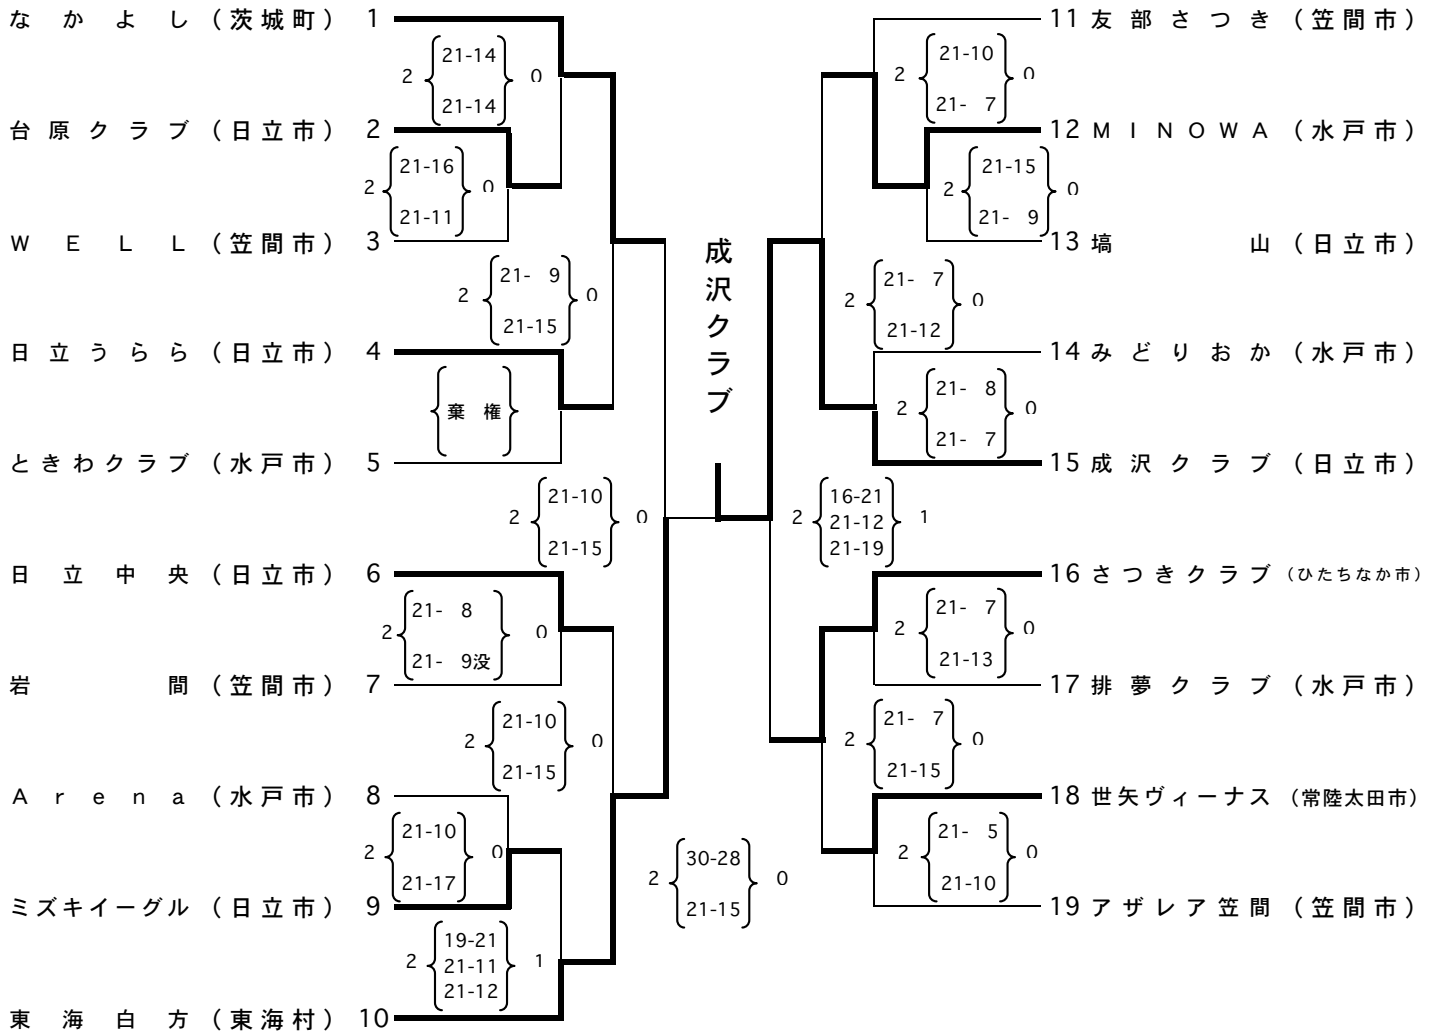 なかよし（茨城町） 1
21-14
2 0
21-14
台原クラブ（日立市） 2
21-16
2 0
21-11
ＷＥＬＬ（笠間市） 3
21- 9
2 0
21-15
日立うらら（日立市） 4
棄 権
ときわクラブ（水戸市） 5
21-10
2 0
21-15
日立中央（日立市） 6
21- 8
2 0
21- 9没
岩間（笠間市） 7
21-10
2 0
21-15
Ａｒｅｎａ（水戸市） 8
21-10
2 0
21-17
ミズキイーグル（日立市） 9
19-21
2 21-11 1
21-12
東海白方（東海村） 10
成沢クラブ
30-28
2 0
21-15
11 友部さつき（笠間市）
21-10
2 0
21- 7
12 ＭＩＮＯＷＡ（水戸市）
21-15
2 0
21- 9
13 塙山（日立市）
21- 7
2 0
21-12
14 みどりおか（水戸市）
21- 8
2 0
21- 7
15 成沢クラブ（日立市）
16-21
2 21-12 1
21-19
16 さつきクラブ（ひたちなか市）
21- 7
2 0
21-13
17 排夢クラブ（水戸市）
21- 7
2 0
21-15
18 世矢ヴィーナス（常陸太田市）
21- 5
2 0
21-10
19 アザレア笠間（笠間市）